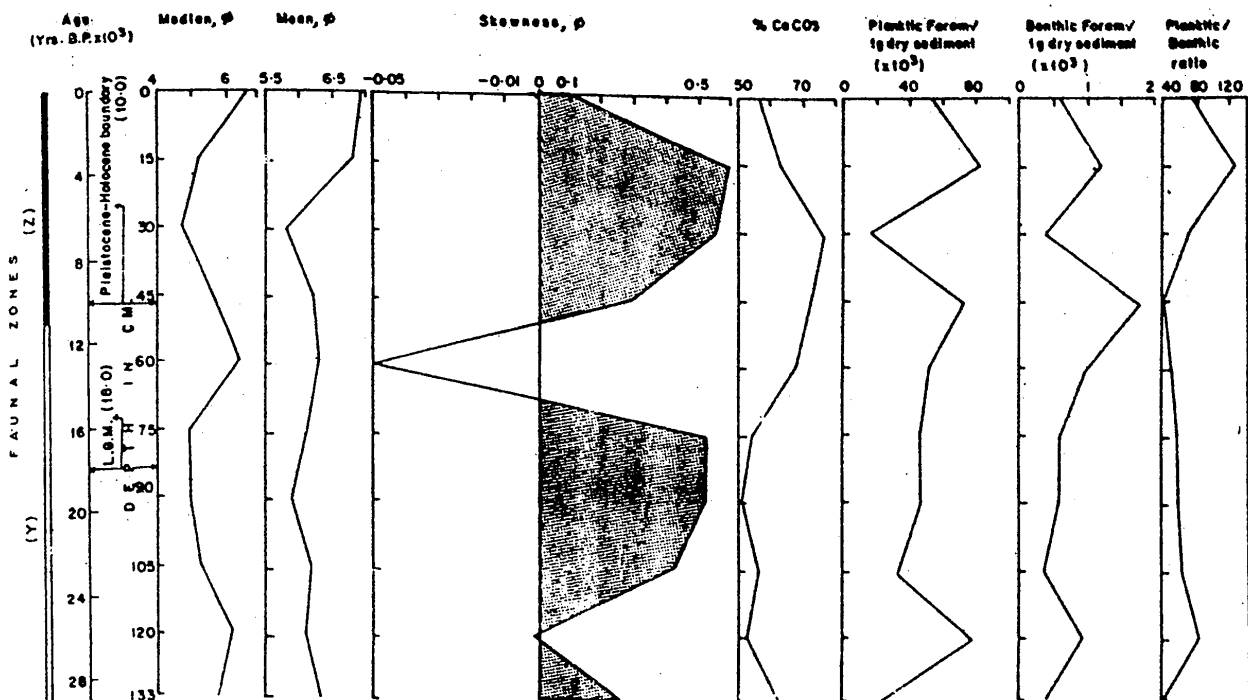 Age
(Yrs. B.P.x10³)
Median, ϕ
Mean, ϕ
Skewness, ϕ
% CaCO3
Planktic Foram/
1g dry sediment
(x10³)
Benthic Foram/
1g dry sediment
(x10³)
Planktic/
Benthic
ratio
4 6
5·5 6·5
-0·05 -0·01 0 0·1 0·5
50 70
0 40 80
0 1 2
40 80 120
0
4
8
12
16
20
24
28
0
15
30
45
60
75
90
105
120
133
FAUNAL ZONES
(Z)
(Y)
Pleistocene-Holocene boundary
(10·0)
L.G.M. (18·0)
DEPTH IN CM